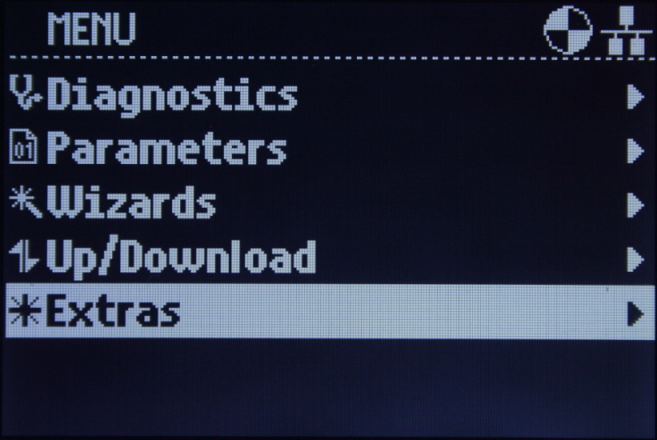 MENU
Diagnostics
01 Parameters
Wizards
Up/Download
Extras